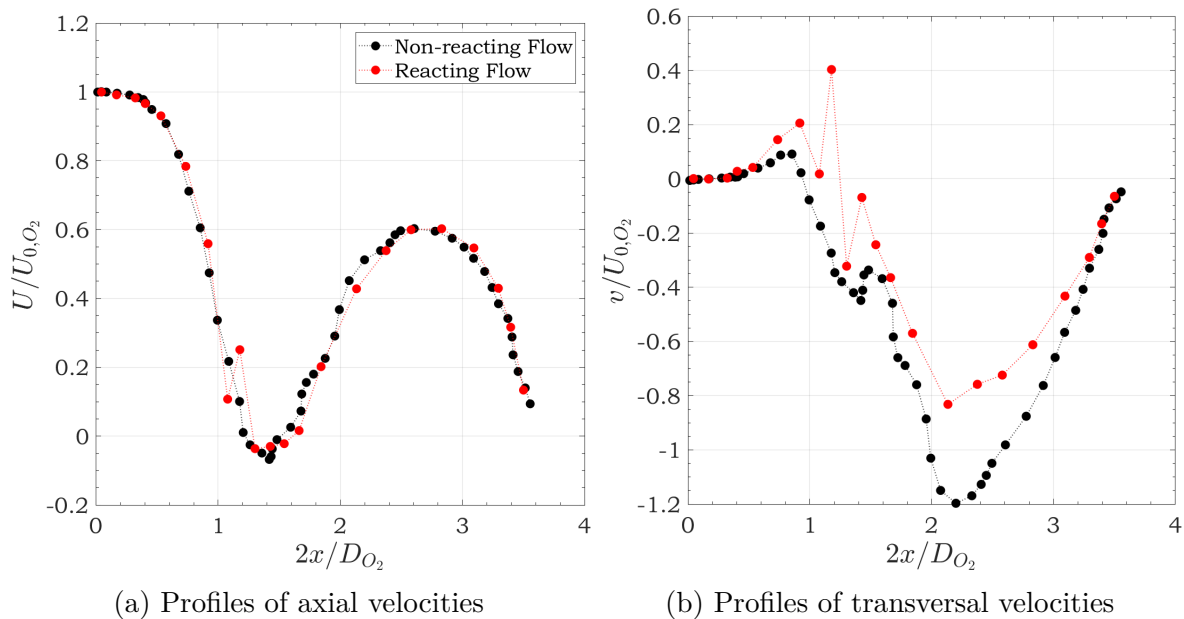 1.2
1
0.8
0.6
0.4
0.2
0
-0.2
U/U_{0,O_2}
Non-reacting Flow
Reacting Flow
0 1 2 3 4
2x/D_{O_2}
(a) Profiles of axial velocities
0.6
0.4
0.2
0
-0.2
-0.4
-0.6
-0.8
-1
-1.2
v/U_{0,O_2}
0 1 2 3 4
2x/D_{O_2}
(b) Profiles of transversal velocities